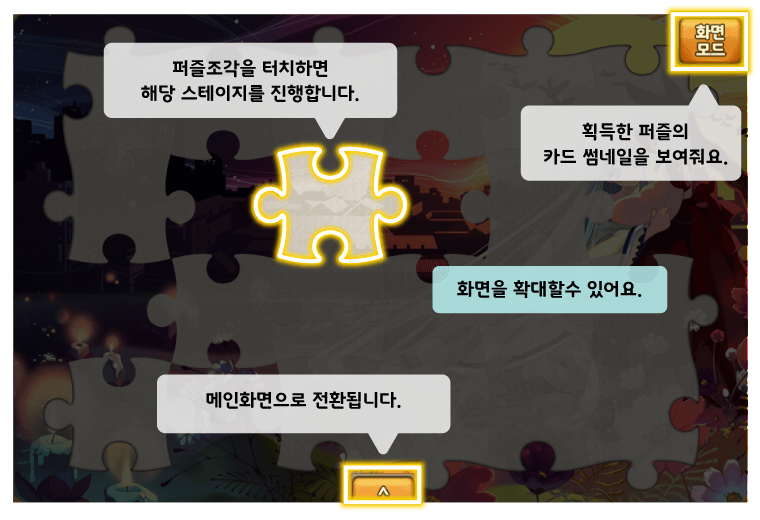 화면
모드
퍼즐조각을 터치하면
해당 스테이지를 진행합니다.
획득한 퍼즐의
카드 썸네일을 보여줘요.
화면을 확대할수 있어요.
메인화면으로 전환됩니다.